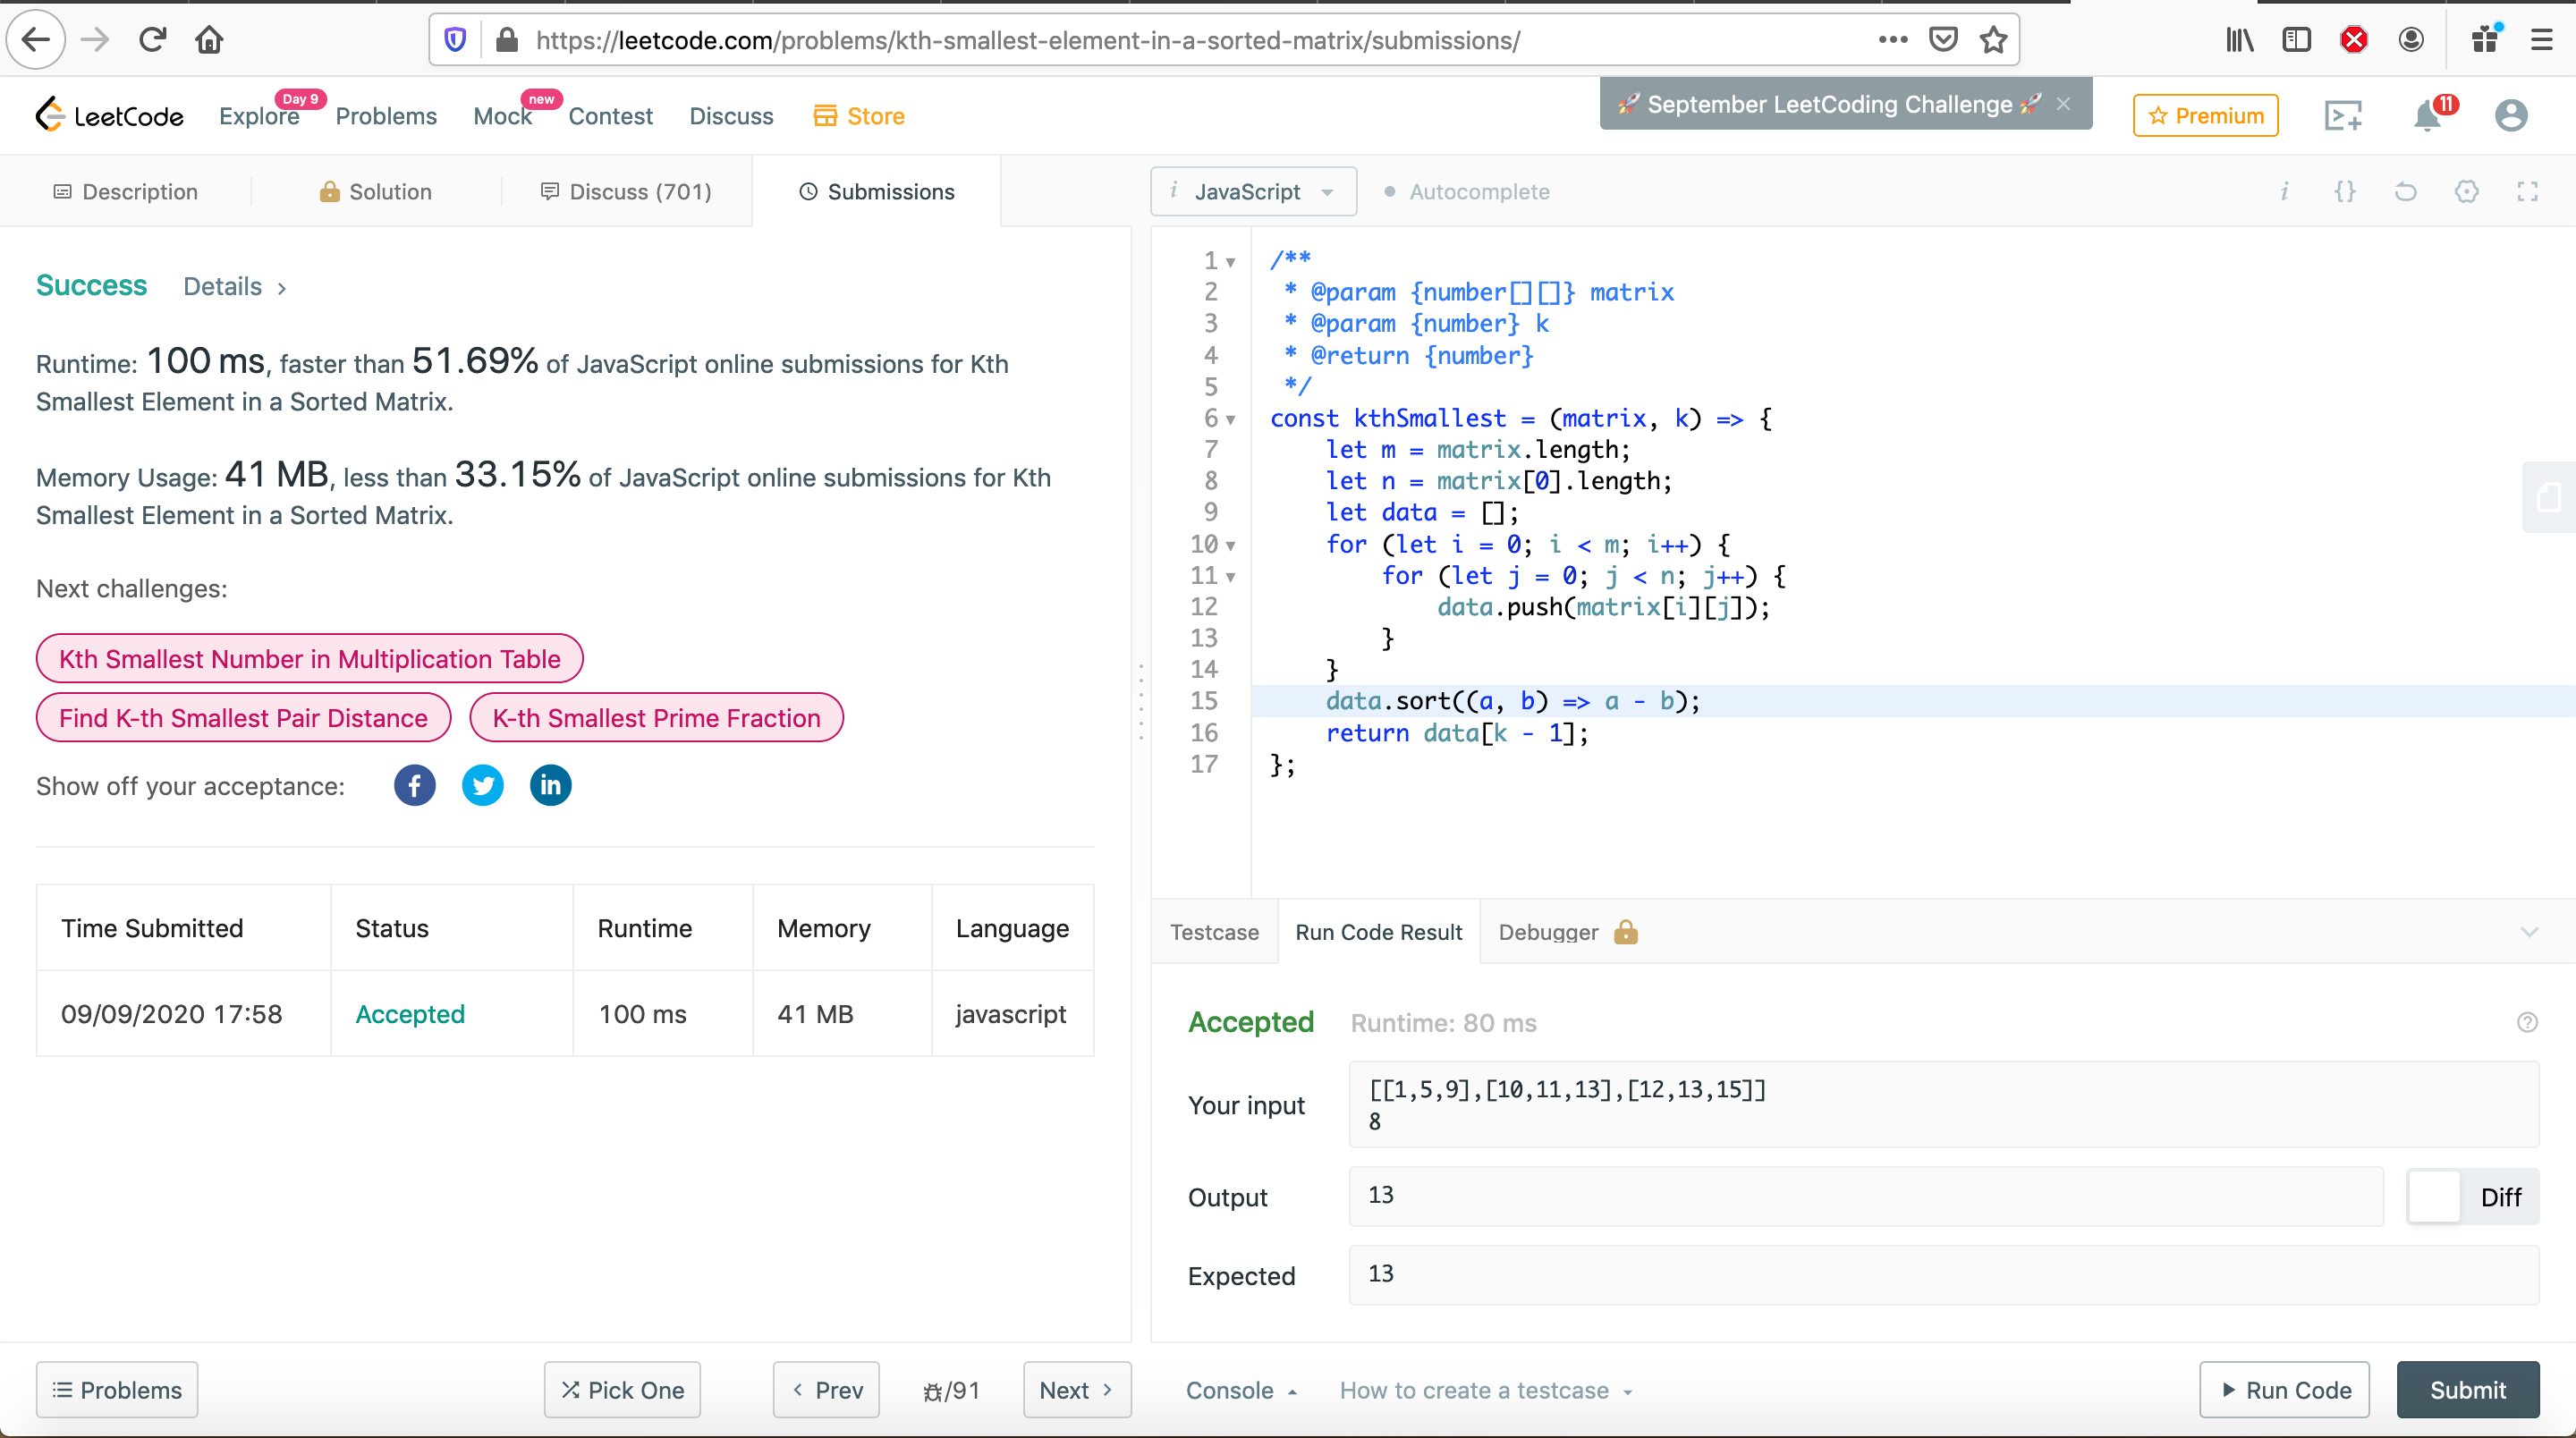 https://leetcode.com/problems/kth-smallest-element-in-a-sorted-matrix/submissions/
LeetCode
Explore
Day 9
Problems
Mock
new
Contest
Discuss
Store
🚀 September LeetCoding Challenge 🚀 ×
Premium
11
Description
Solution
Discuss (701)
Submissions
i JavaScript
Autocomplete
i
{}
Success
Details >
Runtime: 100 ms, faster than 51.69% of JavaScript online submissions for Kth
Smallest Element in a Sorted Matrix.
Memory Usage: 41 MB, less than 33.15% of JavaScript online submissions for Kth
Smallest Element in a Sorted Matrix.
Next challenges:
Kth Smallest Number in Multiplication Table
Find K-th Smallest Pair Distance
K-th Smallest Prime Fraction
Show off your acceptance:
Time Submitted Status Runtime Memory Language
09/09/2020 17:58 Accepted 100 ms 41 MB javascript
1 /**
2  * @param {number[][]} matrix
3  * @param {number} k
4  * @return {number}
5  */
6 const kthSmallest = (matrix, k) => {
7     let m = matrix.length;
8     let n = matrix[0].length;
9     let data = [];
10     for (let i = 0; i < m; i++) {
11         for (let j = 0; j < n; j++) {
12             data.push(matrix[i][j]);
13         }
14     }
15     data.sort((a, b) => a - b);
16     return data[k - 1];
17 };
Testcase
Run Code Result
Debugger
Accepted
Runtime: 80 ms
Your input
[[1,5,9],[10,11,13],[12,13,15]]
8
Output
13
Diff
Expected
13
Problems
Pick One
< Prev
/91
Next >
Console
How to create a testcase
Run Code
Submit